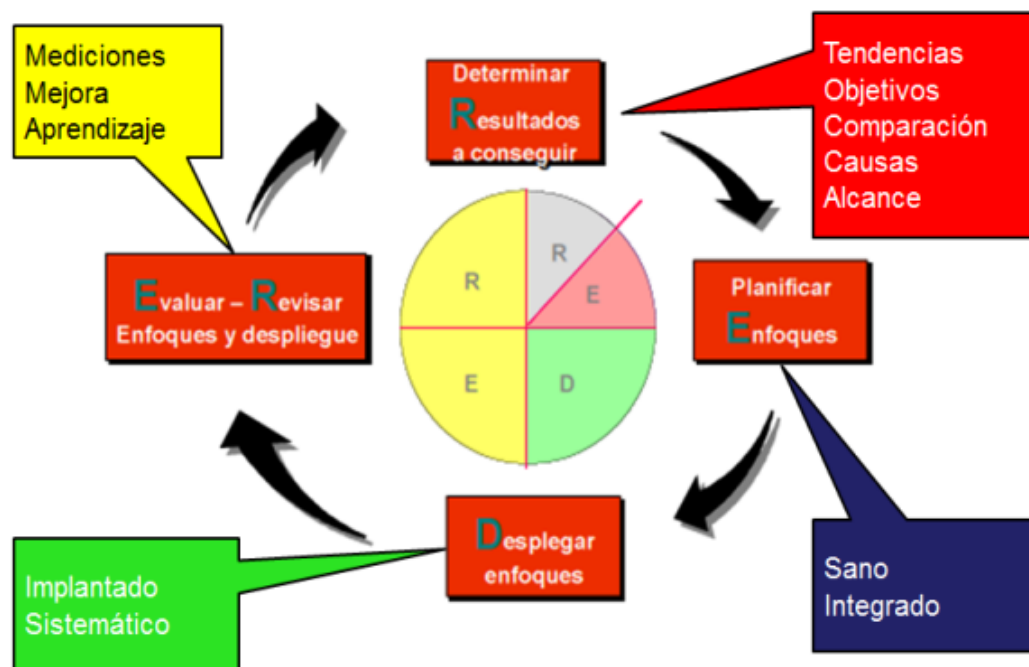 Mediciones
Mejora
Aprendizaje
Determinar
Resultados
a conseguir
Tendencias
Objetivos
Comparación
Causas
Alcance
Evaluar – Revisar
Enfoques y despliegue
R
R
E
E
D
Planificar
Enfoques
Desplegar
enfoques
Implantado
Sistemático
Sano
Integrado